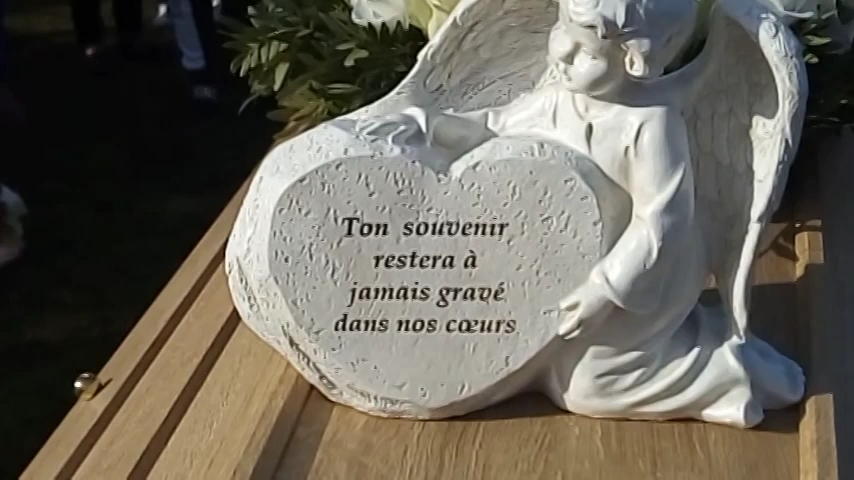 Ton souvenir
restera à
jamais gravé
dans nos cœurs